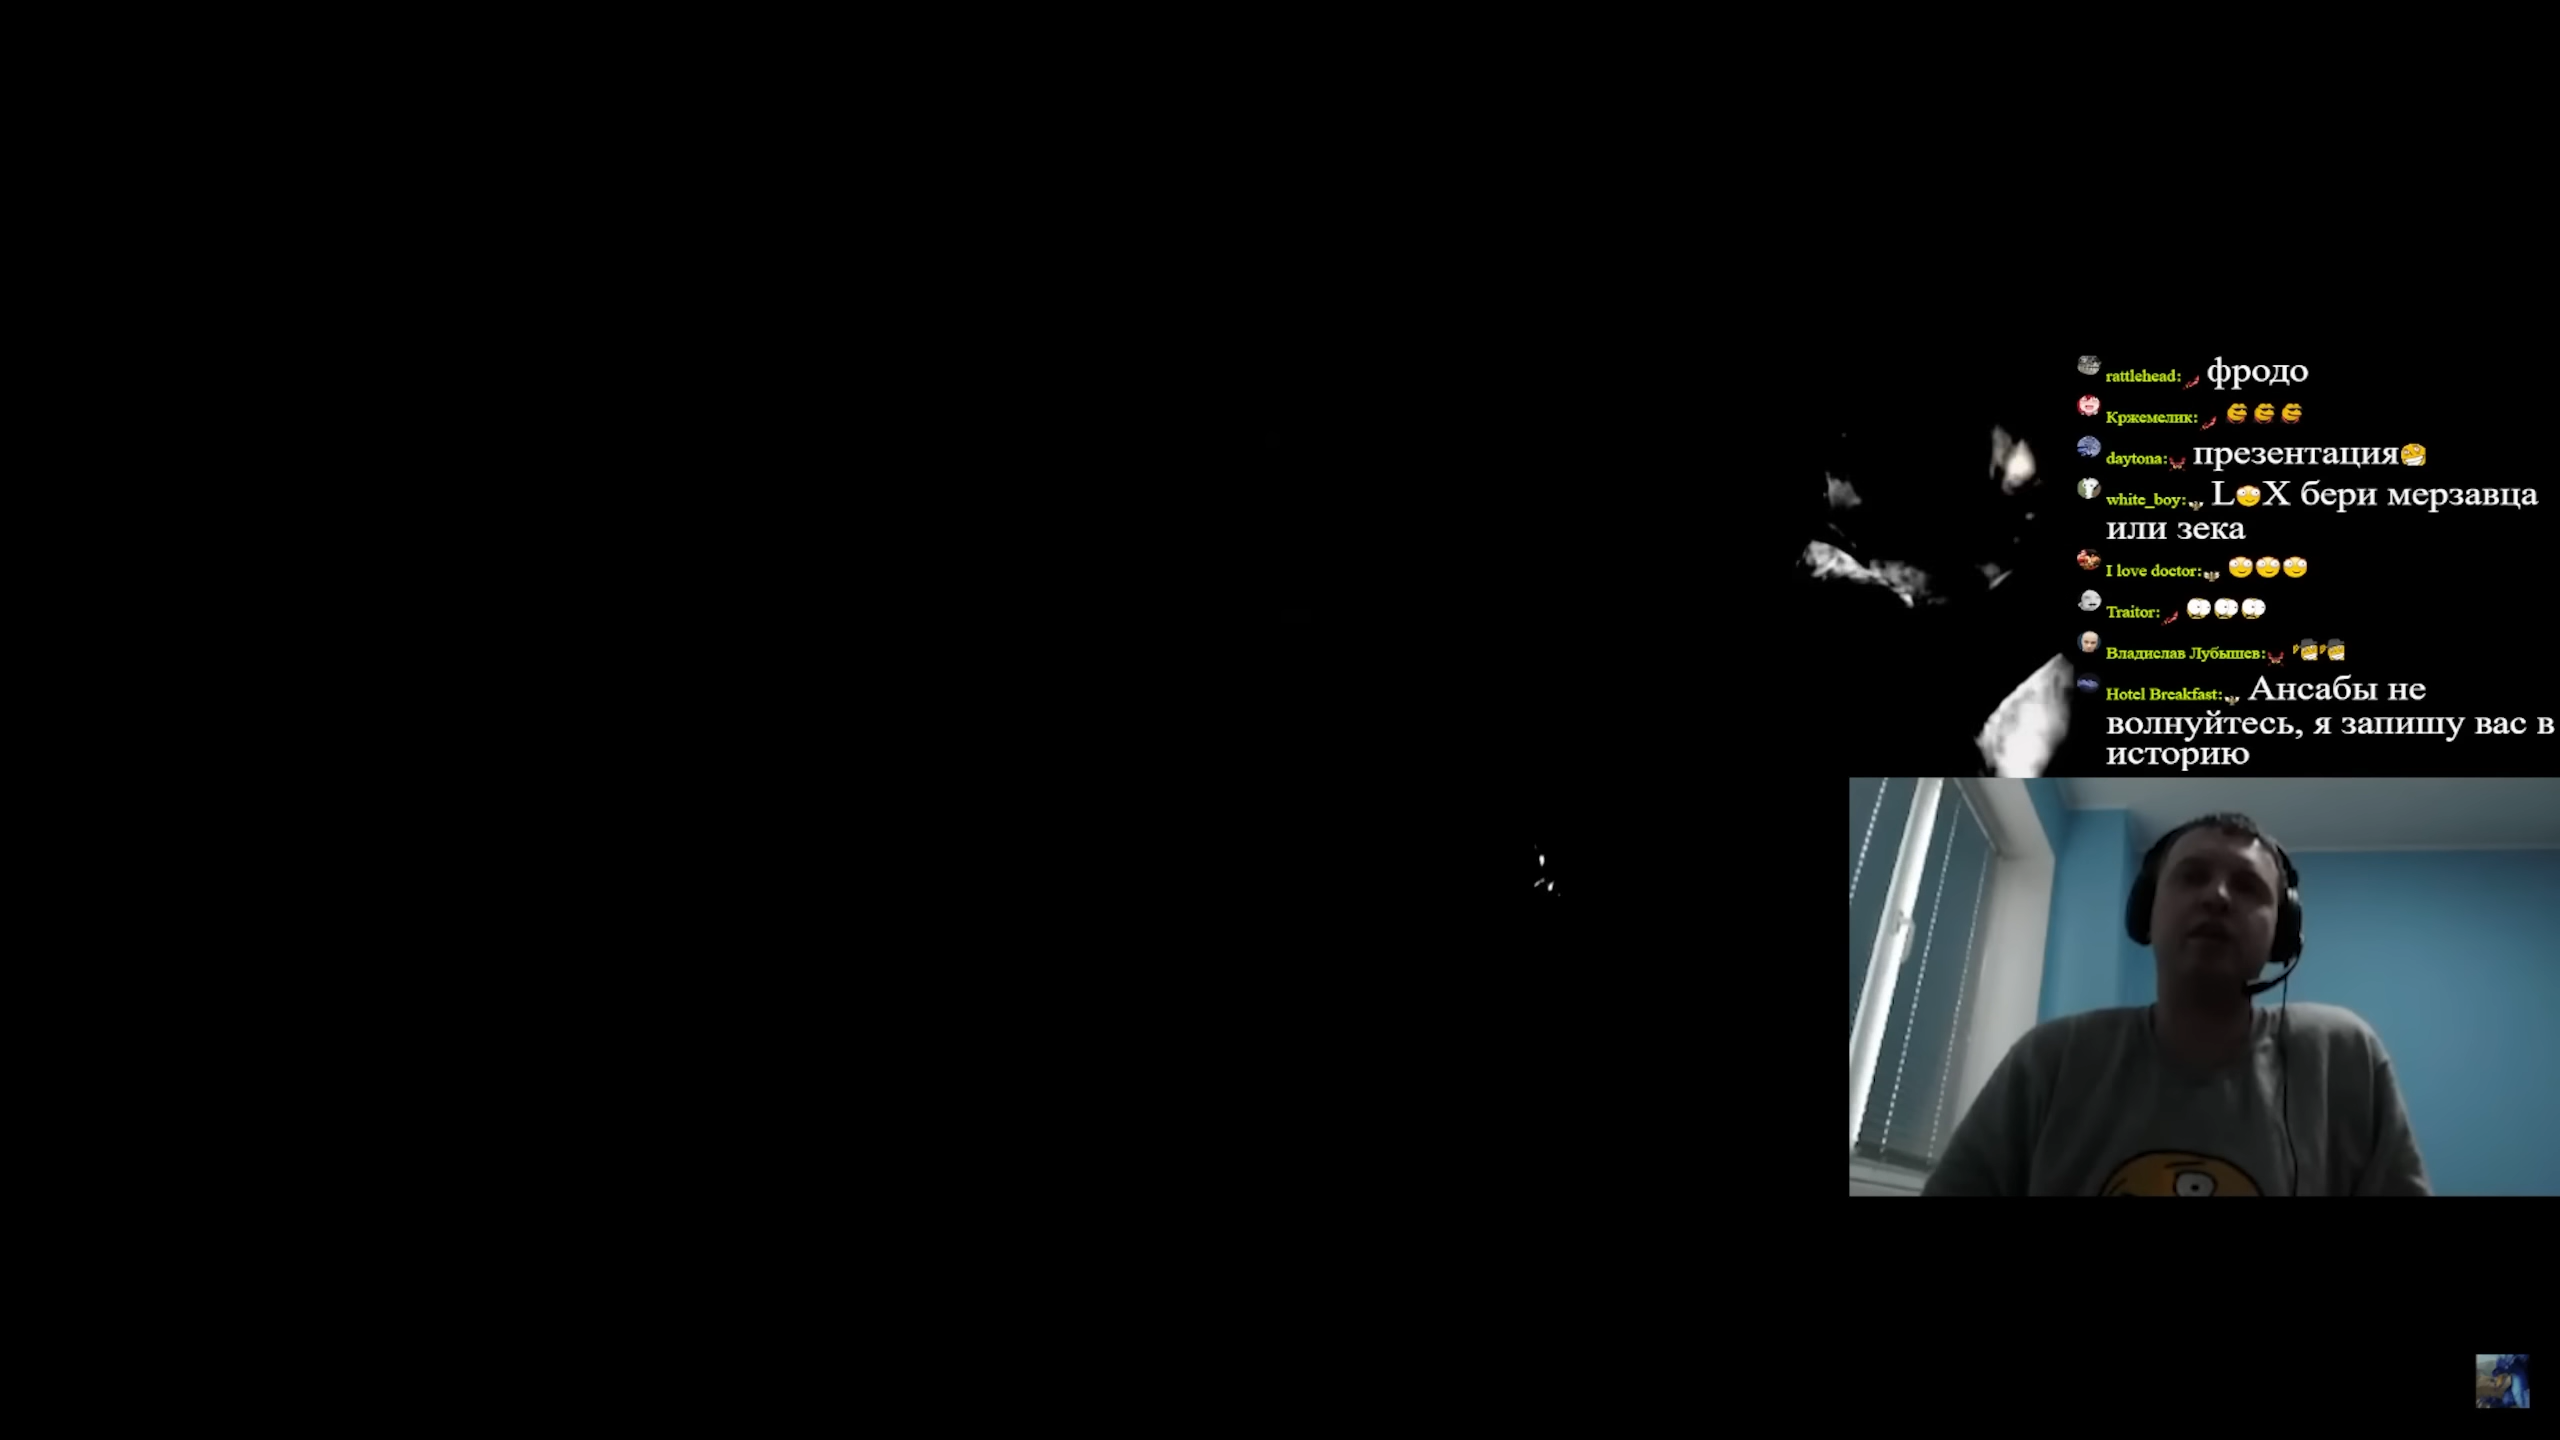 rattlehead: фродо
Кржемелик:
daytona: презентация
white_boy: L X бери мерзавца
или зека
I love doctor:
Traitor:
Владислав Лубышев:
Hotel Breakfast: Ансабы не
волнуйтесь, я запишу вас в
историю